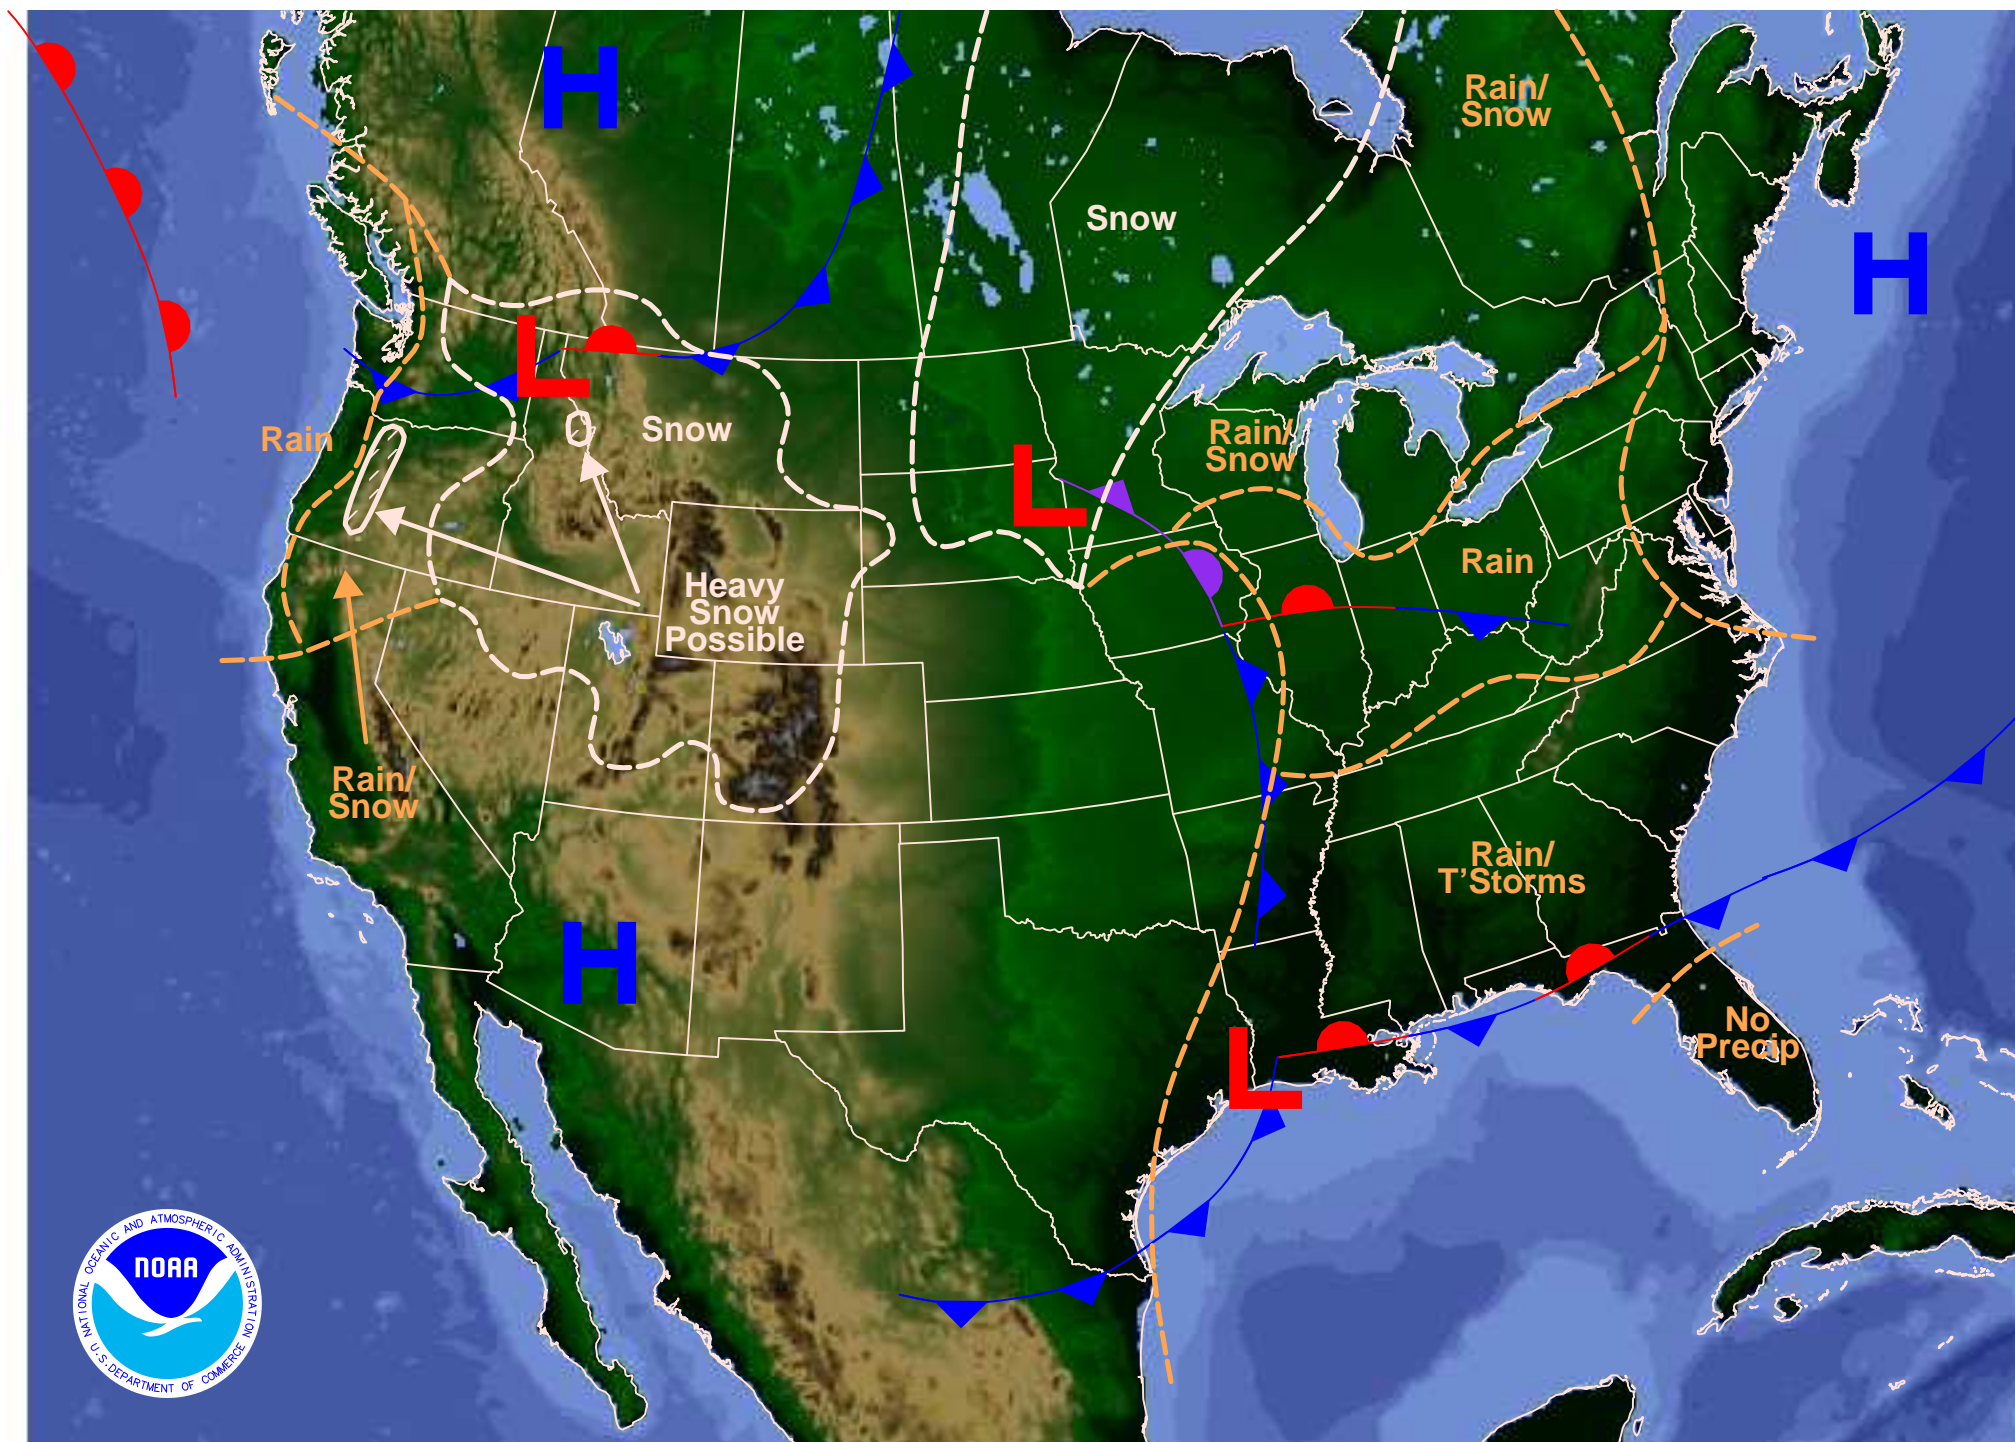 H
Rain/
Snow
Snow
H
L
Rain
Snow
Rain/
Snow
L
Rain
Heavy
Snow
Possible
Rain/
Snow
Rain/
T'Storms
H
No
Precip
L
NATIONAL OCEANIC AND ATMOSPHERIC ADMINISTRATION
NOAA
U.S. DEPARTMENT OF COMMERCE